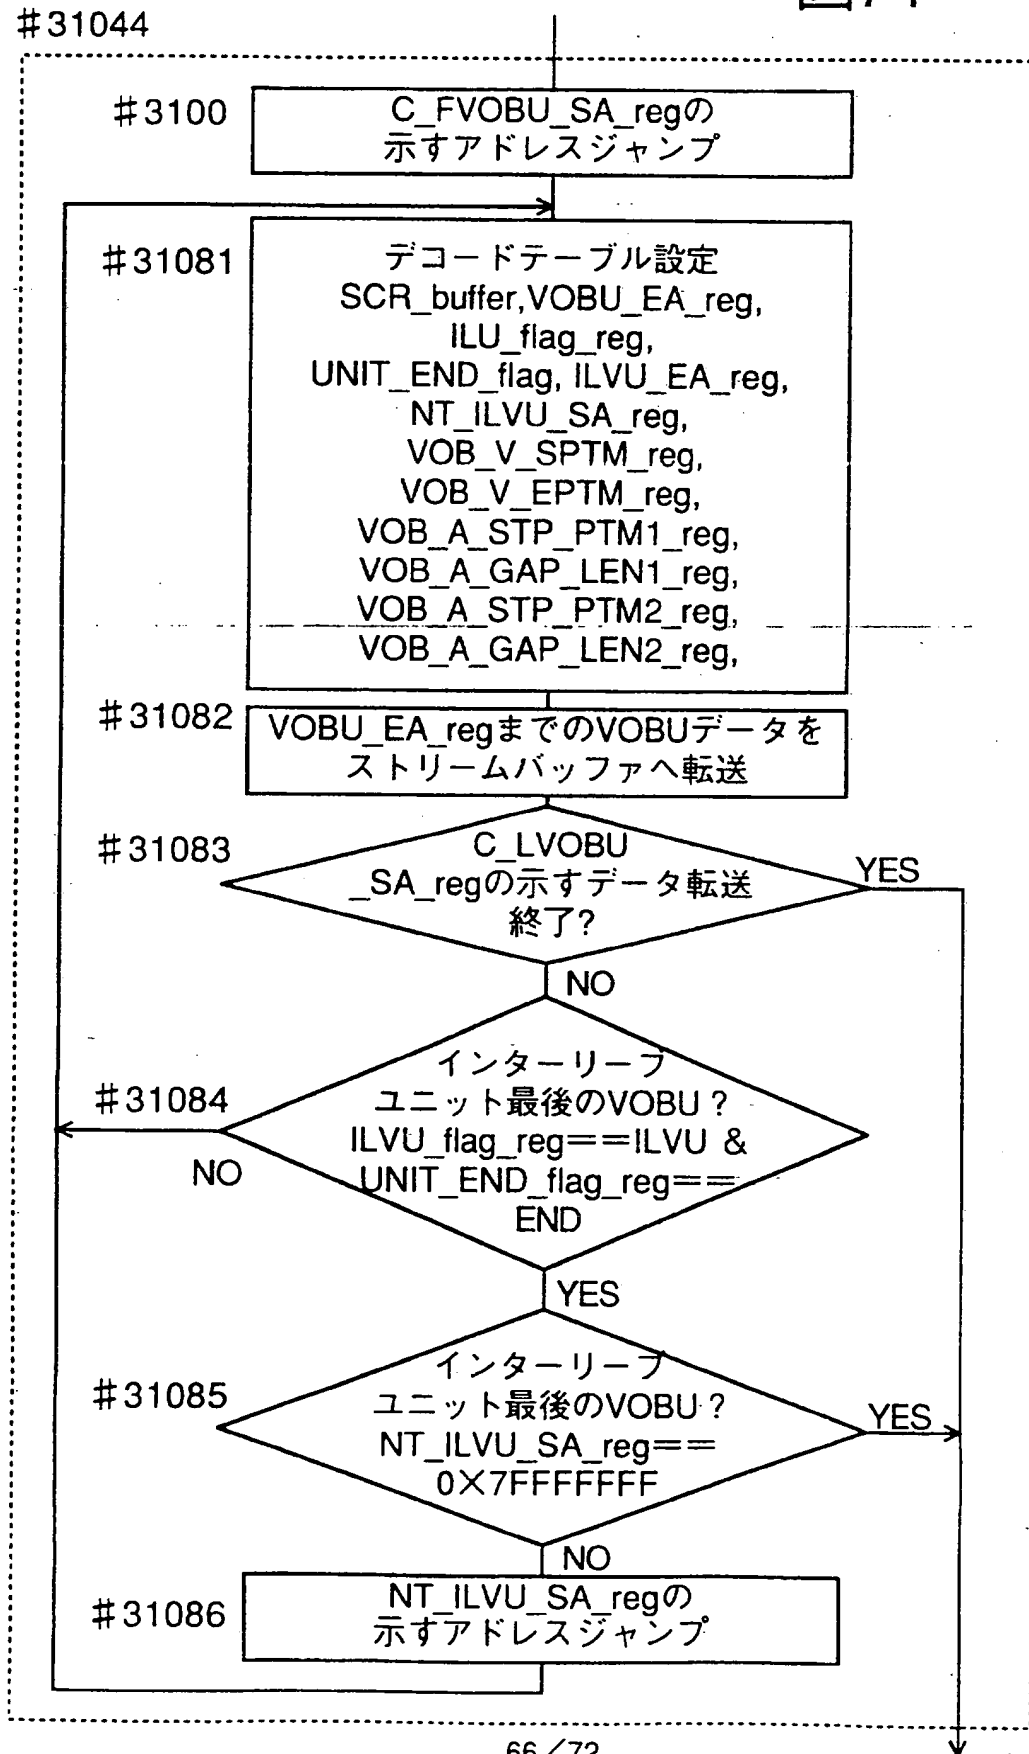 #31044
#3100
C_FVOBU_SA_regの
示すアドレスジャンプ
#31081
デコードテーブル設定
SCR_buffer,VOBU_EA_reg,
ILU_flag_reg,
UNIT_END_flag, ILVU_EA_reg,
NT_ILVU_SA_reg,
VOB_V_SPTM_reg,
VOB_V_EPTM_reg,
VOB_A_STP_PTM1_reg,
VOB_A_GAP_LEN1_reg,
VOB_A_STP_PTM2_reg,
VOB_A_GAP_LEN2_reg,
#31082
VOBU_EA_regまでのVOBUデータを
ストリームバッファへ転送
#31083
C_LVOBU
_SA_regの示すデータ転送
終了?
YES
NO
#31084
インターリーブ
ユニット最後のVOBU?
ILVU_flag_reg==ILVU &
UNIT_END_flag_reg==
END
NO
YES
#31085
インターリーブ
ユニット最後のVOBU?
NT_ILVU_SA_reg==
0×7FFFFFFF
YES
NO
#31086
NT_ILVU_SA_regの
示すアドレスジャンプ
66/72